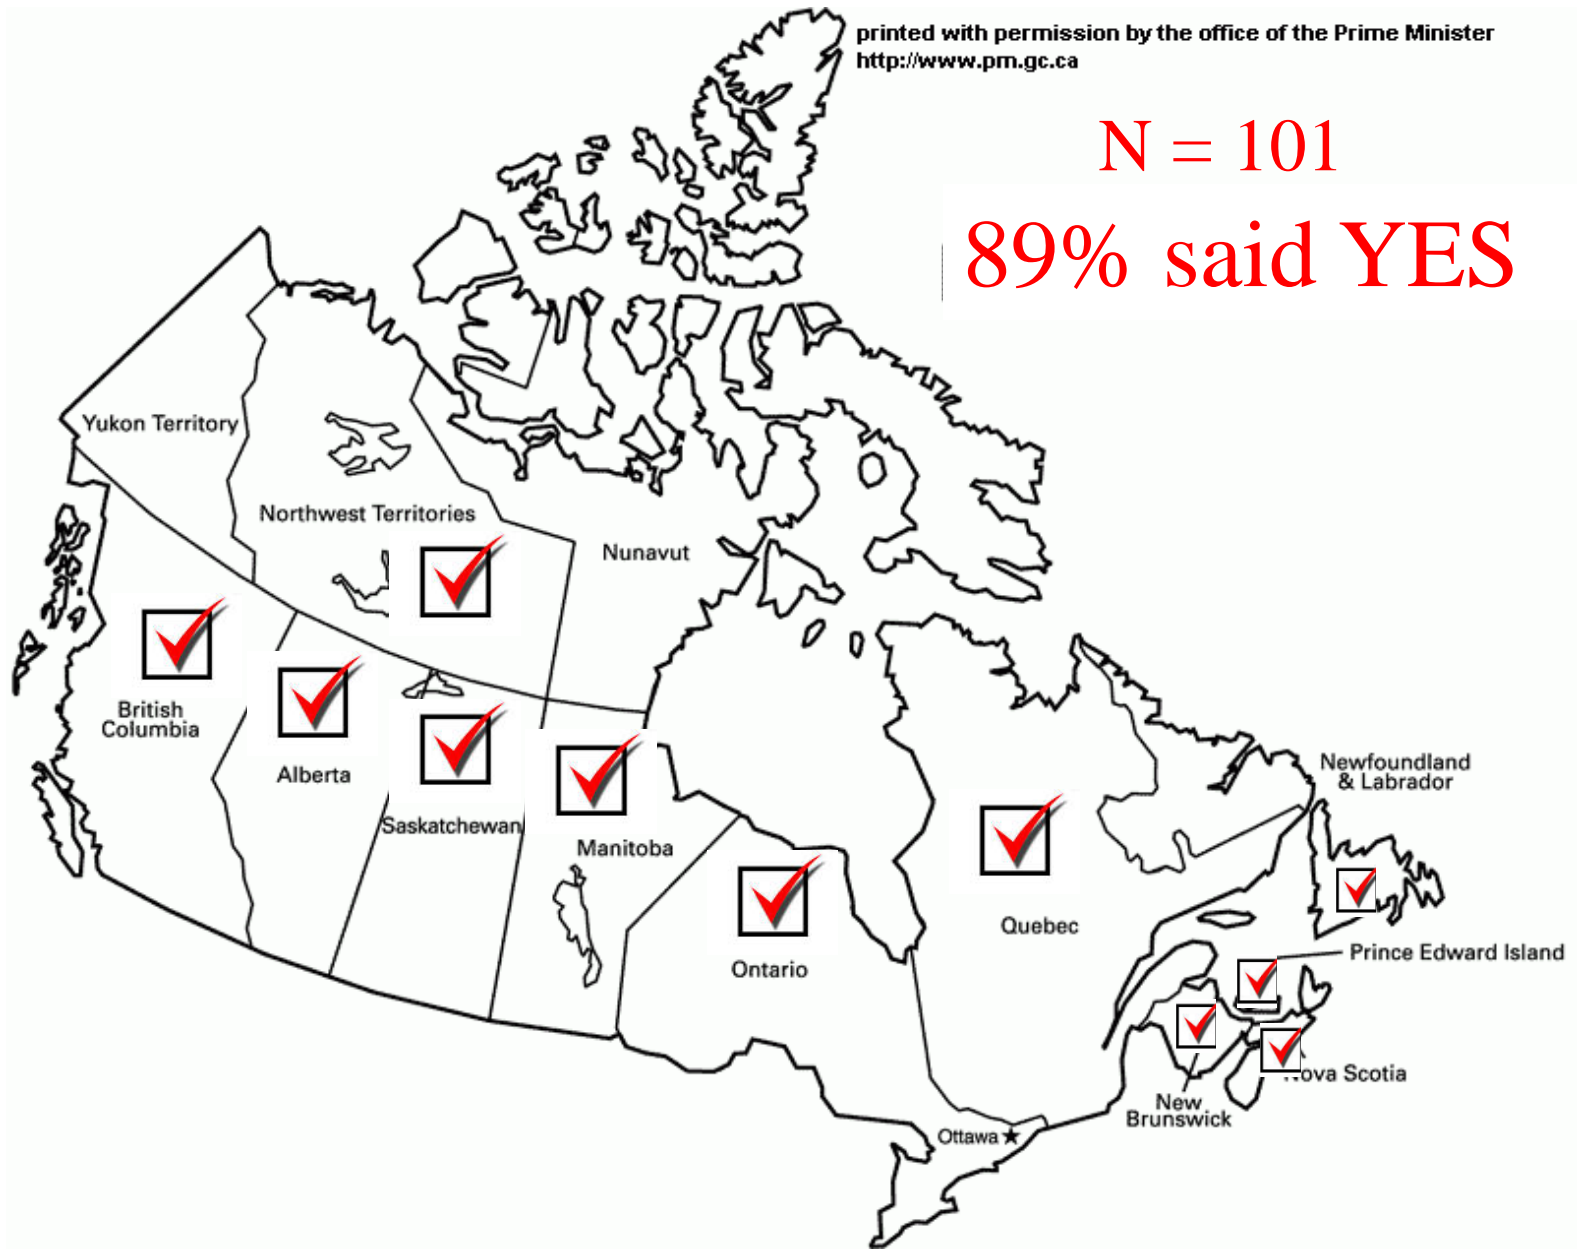 printed with permission by the office of the Prime Minister
http://www.pm.gc.ca
N = 101
89% said YES
Yukon Territory
Northwest Territories
Nunavut
British
Columbia
Alberta
Saskatchewan
Manitoba
Ontario
Quebec
Newfoundland
& Labrador
Prince Edward Island
Nova Scotia
New
Brunswick
Ottawa